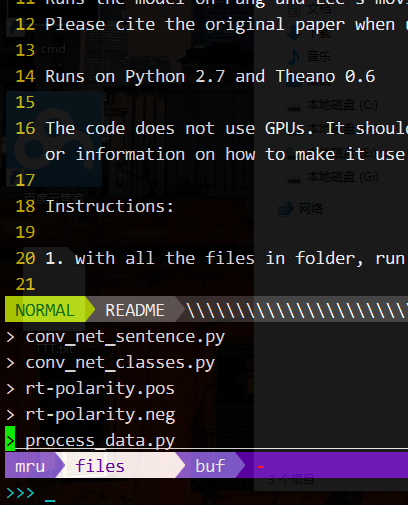 11 Runs the model on Pang and Lee's movi
12 Please cite the original paper when u
13
14 Runs on Python 2.7 and Theano 0.6
15
16 The code does not use GPUs. It should
or information on how to make it use
17
18 Instructions:
19
20 1. with all the files in folder, run
21
NORMAL README \\\\\\\\\\\\\\\\\\\\\\\
> conv_net_sentence.py
> conv_net_classes.py
> rt-polarity.pos
> rt-polarity.neg
> process_data.py
mru files buf -
>>> _
cmd
音乐
本地磁盘 (C:)
本地磁盘
本地磁盘 (G:)
网络
3 个项目